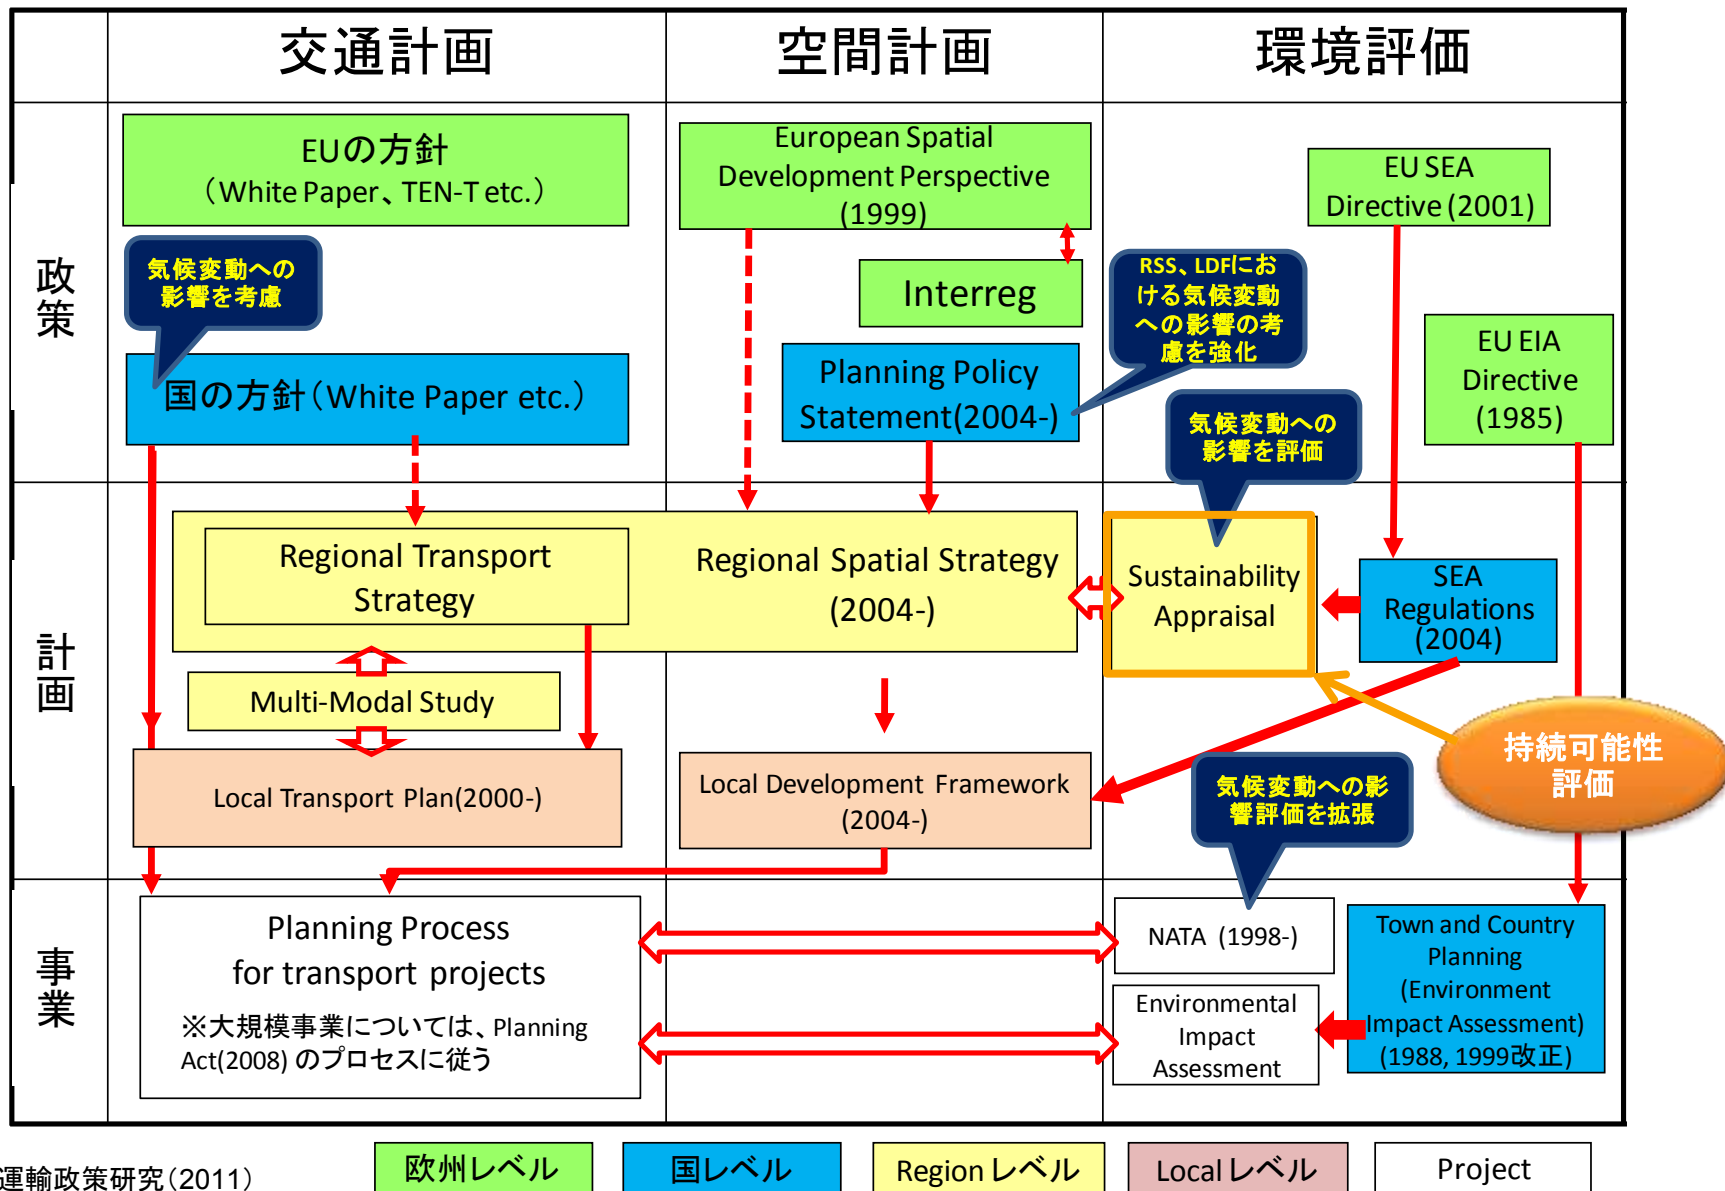 交通計画
空間計画
環境評価
政策
EUの方針
（White Paper、TEN-T etc.）
European Spatial
Development Perspective
(1999)
EU SEA
Directive (2001)
気候変動への
影響を考慮
Interreg
RSS、LDFにお
ける気候変動
への影響の考
慮を強化
EU EIA
Directive
(1985)
国の方針（White Paper etc.）
Planning Policy
Statement(2004-)
気候変動への
影響を評価
計画
Regional Transport
Strategy
Regional Spatial Strategy
(2004-)
Sustainability
Appraisal
SEA
Regulations
(2004)
Multi-Modal Study
持続可能性
評価
Local Transport Plan(2000-)
Local Development Framework
(2004-)
気候変動への影
響評価を拡張
事業
Planning Process
for transport projects
※大規模事業については、Planning
Act(2008) のプロセスに従う
NATA (1998-)
Environmental
Impact
Assessment
Town and Country
Planning
(Environment
Impact Assessment)
(1988, 1999改正)
運輸政策研究（2011）
欧州レベル
国レベル
Region レベル
Local レベル
Project